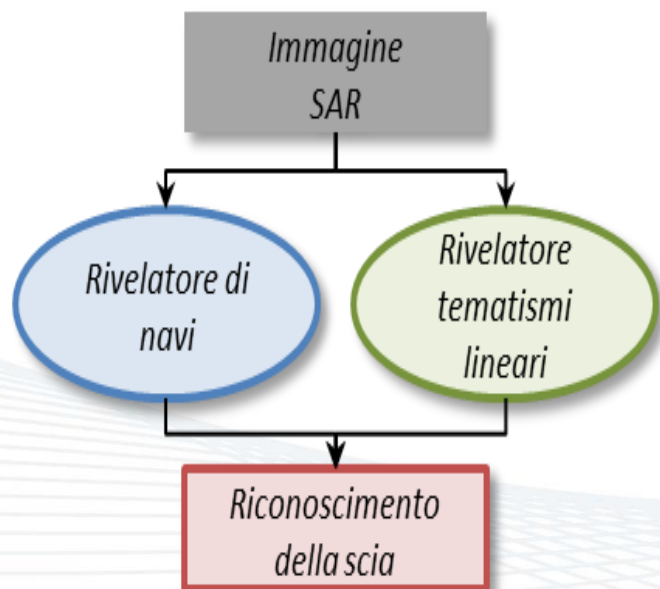 Immagine
SAR
Rivelatore di
navi
Rivelatore
tematismi
lineari
Riconoscimento
della scia